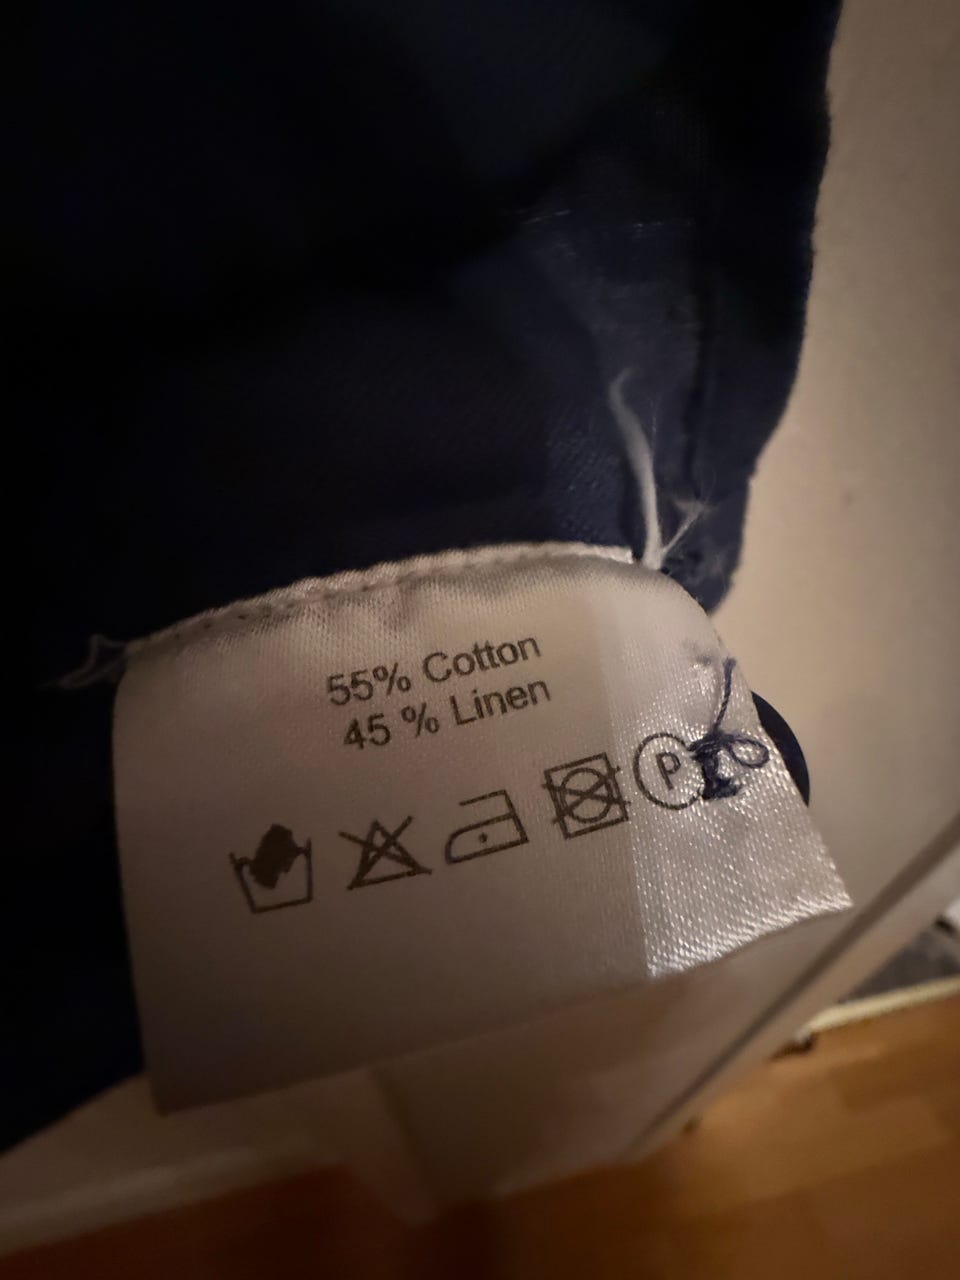 55% Cotton
45 % Linen
P